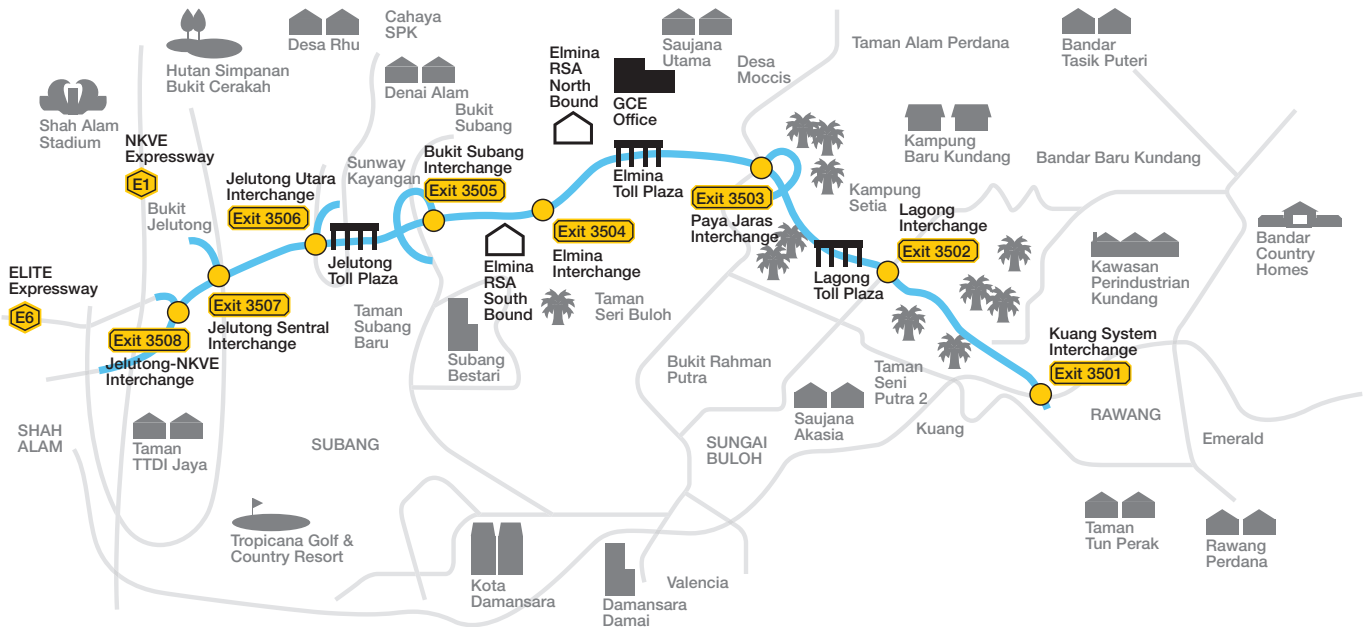 Cahaya
SPK
Desa Rhu
Hutan Simpanan
Bukit Cerakah
Shah Alam
Stadium
Denai Alam
Bukit
Subang
Elmina
RSA
North
Bound
GCE
Office
Saujana
Utama
Desa
Moccis
Taman Alam Perdana
Bandar
Tasik Puteri
NKVE
Expressway
E1
Bukit
Jelutong
Jelutong Utara
Interchange
Exit 3506
Sunway
Kayangan
Bukit Subang
Interchange
Exit 3505
Elmina
Toll Plaza
Exit 3503
Paya Jaras
Interchange
Kampung
Baru Kundang
Bandar Baru Kundang
Kampung
Setia
Lagong
Interchange
Exit 3502
Exit 3504
Elmina
Interchange
Jelutong
Toll Plaza
Elmina
RSA
South
Bound
Lagong
Toll Plaza
Kawasan
Perindustrian
Kundang
Bandar
Country
Homes
ELITE
Expressway
E6
Exit 3507
Jelutong Sentral
Interchange
Exit 3508
Jelutong-NKVE
Interchange
Taman
Subang
Baru
Subang
Bestari
Taman
Seri Buloh
Bukit Rahman
Putra
Taman
Seni
Putra 2
Kuang System
Interchange
Exit 3501
Saujana
Akasia
Kuang
RAWANG
Emerald
SHAH
ALAM
Taman
TTDI Jaya
SUBANG
SUNGAI
BULOH
Tropicana Golf &
Country Resort
Kota
Damansara
Damansara
Damai
Valencia
Taman
Tun Perak
Rawang
Perdana